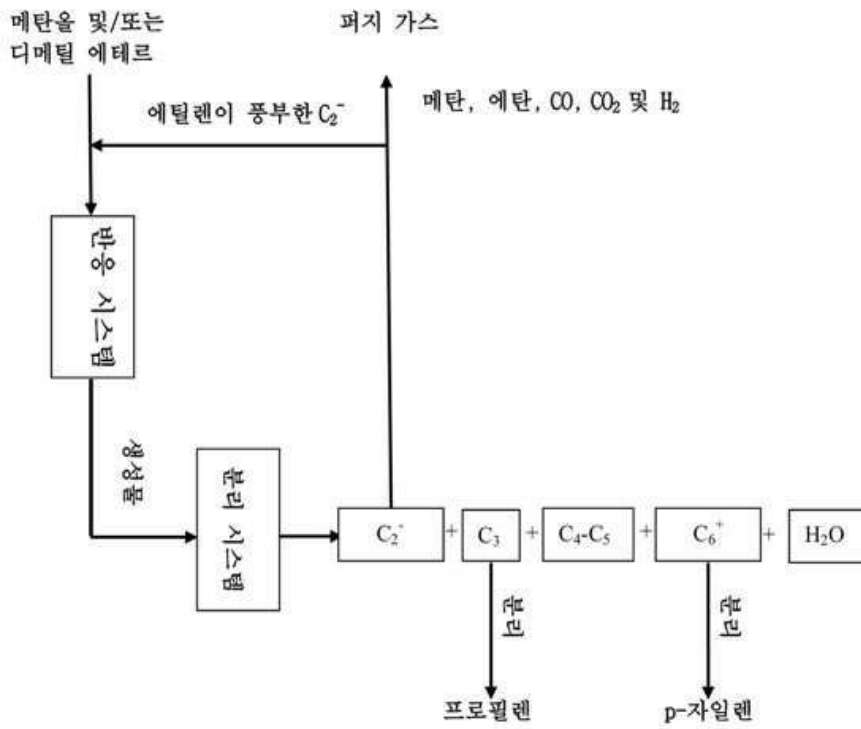 메탄올 및/또는
디메틸 에테르
퍼지 가스
에틸렌이 풍부한 C₂⁻
메탄, 에탄, CO, CO₂ 및 H₂
반응 시스템
생성물
분리 시스템
C₂⁻ + C₃ + C₄-C₅ + C₆⁺ + H₂O
분리
분리
프로필렌
p-자일렌